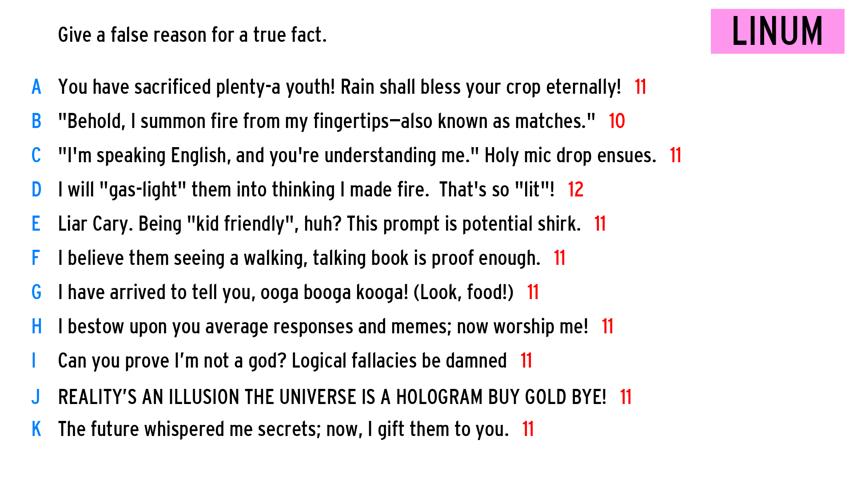 Give a false reason for a true fact.
LINUM
A You have sacrificed plenty-a youth! Rain shall bless your crop eternally! 11
B "Behold, I summon fire from my fingertips—also known as matches." 10
C "I'm speaking English, and you're understanding me." Holy mic drop ensues. 11
D I will "gas-light" them into thinking I made fire.  That's so "lit"! 12
E Liar Cary. Being "kid friendly", huh? This prompt is potential shirk. 11
F I believe them seeing a walking, talking book is proof enough. 11
G I have arrived to tell you, ooga booga kooga! (Look, food!) 11
H I bestow upon you average responses and memes; now worship me! 11
I Can you prove I’m not a god? Logical fallacies be damned 11
J REALITY’S AN ILLUSION THE UNIVERSE IS A HOLOGRAM BUY GOLD BYE! 11
K The future whispered me secrets; now, I gift them to you. 11